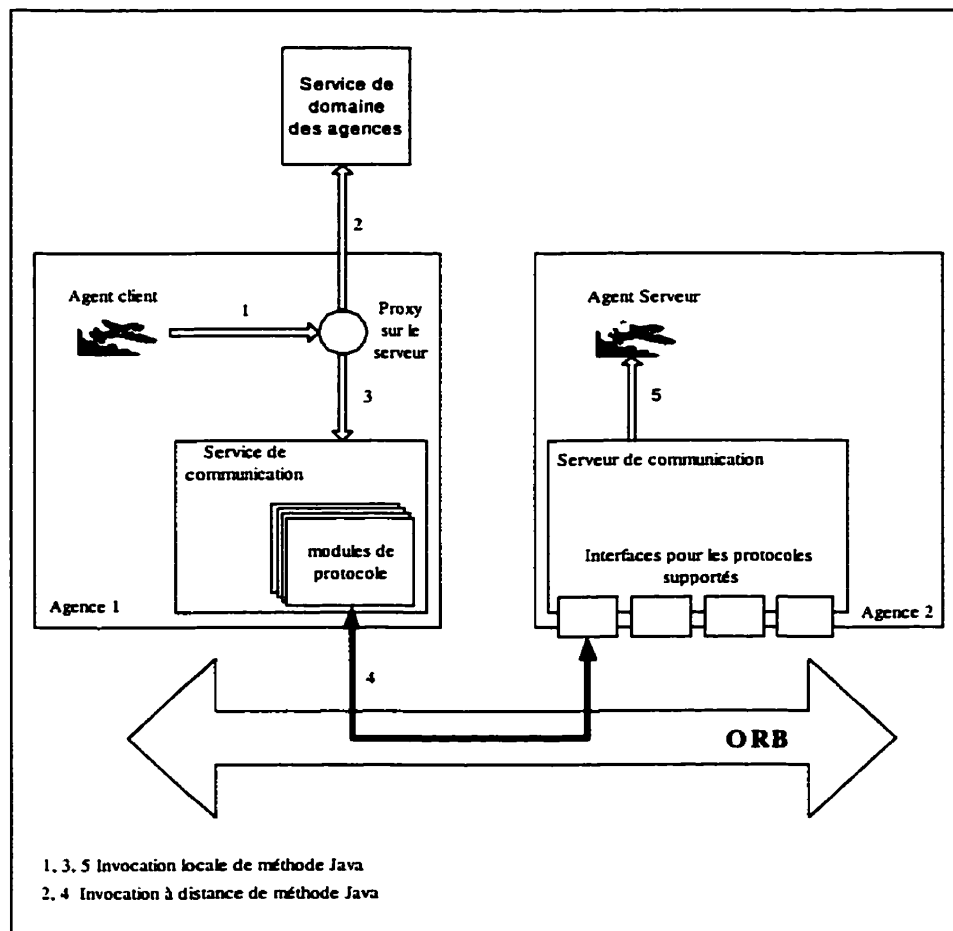 Service de
domaine
des agences
2
Agent client
1
Proxy
sur le
serveur
3
Service de
communication
modules de
protocole
Agence 1
Agent Serveur
5
Serveur de communication
Interfaces pour les protocoles
supportés
Agence 2
4
ORB
1, 3, 5 Invocation locale de méthode Java
2, 4 Invocation à distance de méthode Java